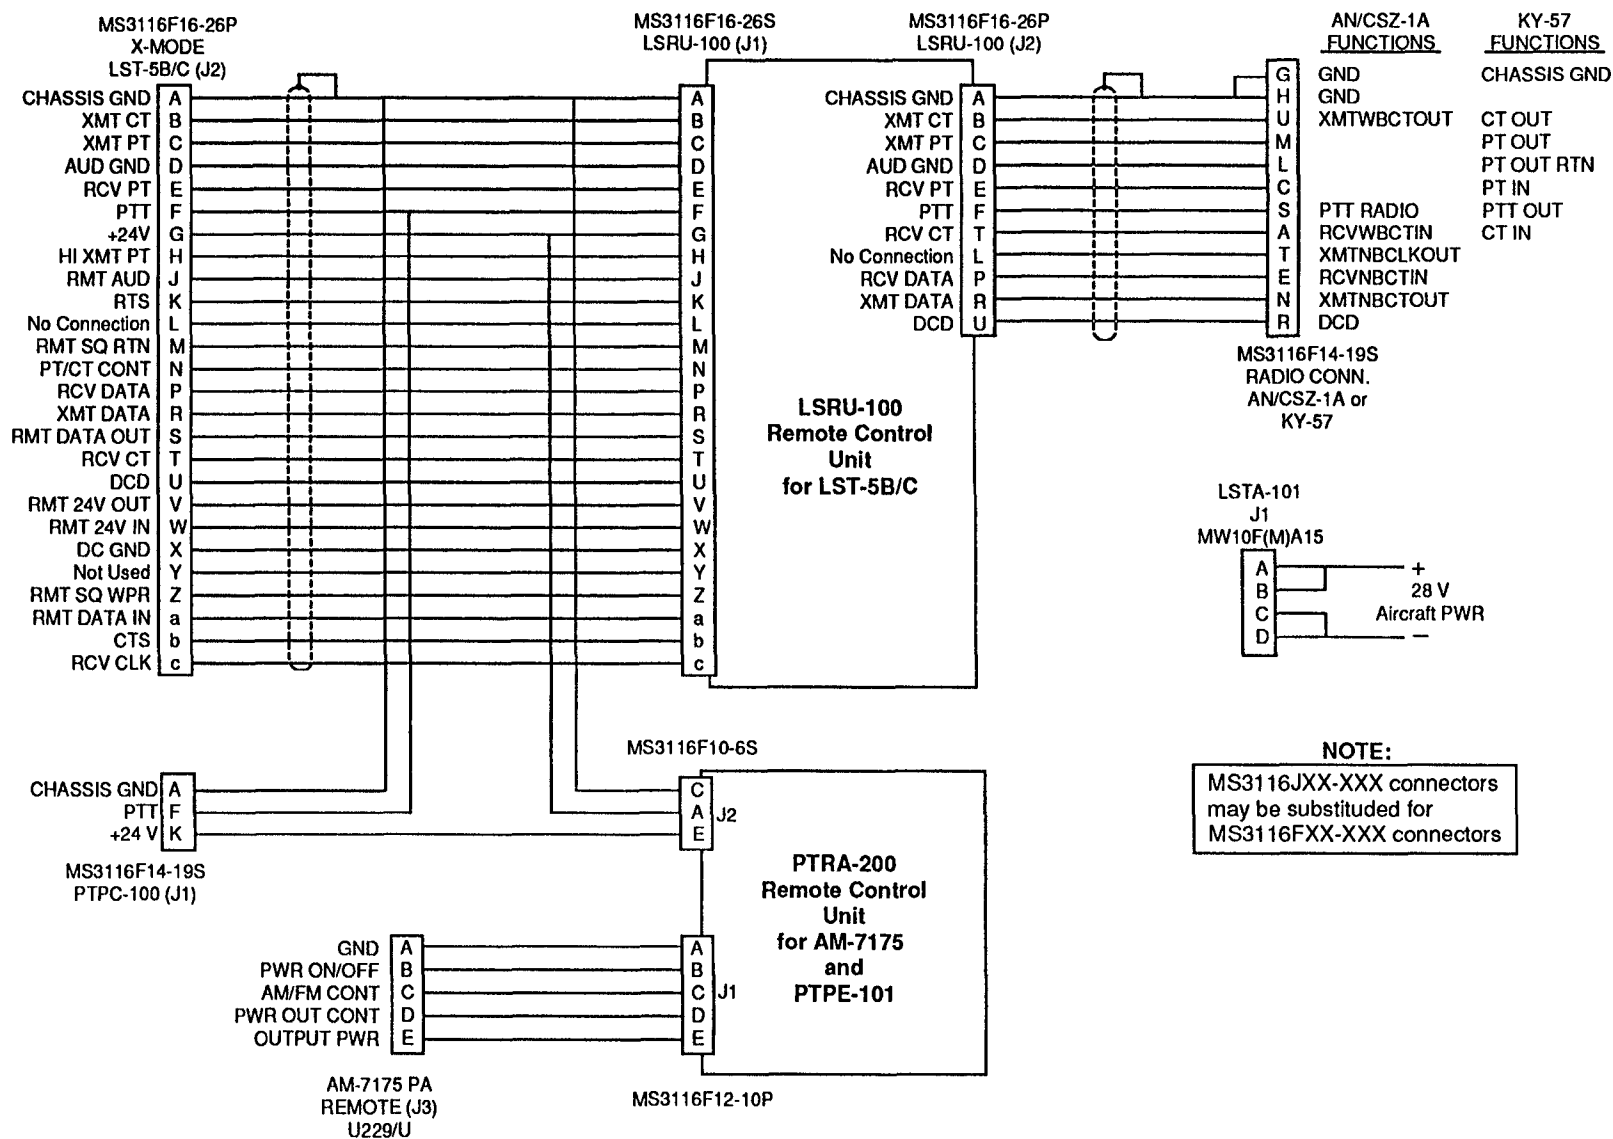 MS3116F16-26P
X-MODE
LST-5B/C (J2)
CHASSIS GND A
XMT CT B
XMT PT C
AUD GND D
RCV PT E
PTT F
+24V G
HI XMT PT H
RMT AUD J
RTS K
No Connection L
RMT SQ RTN M
PT/CT CONT N
RCV DATA P
XMT DATA R
RMT DATA OUT S
RCV CT T
DCD U
RMT 24V OUT V
RMT 24V IN W
DC GND X
Not Used Y
RMT SQ WPR Z
RMT DATA IN a
CTS b
RCV CLK c
MS3116F16-26S
LSRU-100 (J1)
A
B
C
D
E
F
G
H
J
K
L
M
N
P
R
S
T
U
V
W
X
Y
Z
a
b
c
LSRU-100
Remote Control
Unit
for LST-5B/C
MS3116F16-26P
LSRU-100 (J2)
CHASSIS GND A
XMT CT B
XMT PT C
AUD GND D
RCV PT E
PTT F
RCV CT T
No Connection L
RCV DATA P
XMT DATA R
DCD U
AN/CSZ-1A KY-57
FUNCTIONS FUNCTIONS
G GND CHASSIS GND
H GND
U XMTWBCTOUT CT OUT
M PT OUT
L PT OUT RTN
C PT IN
S PTT RADIO PTT OUT
A RCVWBCTIN CT IN
T XMTNBCLKOUT
E RCVNBCTIN
N XMTNBCTOUT
R DCD
MS3116F14-19S
RADIO CONN.
AN/CSZ-1A or
KY-57
LSTA-101
J1
MW10F(M)A15
A +
B 28 V
C Aircraft PWR
D –
NOTE:
MS3116JXX-XXX connectors
may be substituded for
MS3116FXX-XXX connectors
CHASSIS GND A
PTT F
+24 V K
MS3116F14-19S
PTPC-100 (J1)
MS3116F10-6S
C
A J2
E
PTRA-200
Remote Control
Unit
for AM-7175
and
PTPE-101
GND A
PWR ON/OFF B
AM/FM CONT C
PWR OUT CONT D
OUTPUT PWR E
AM-7175 PA
REMOTE (J3)
U229/U
A
B
C J1
D
E
MS3116F12-10P